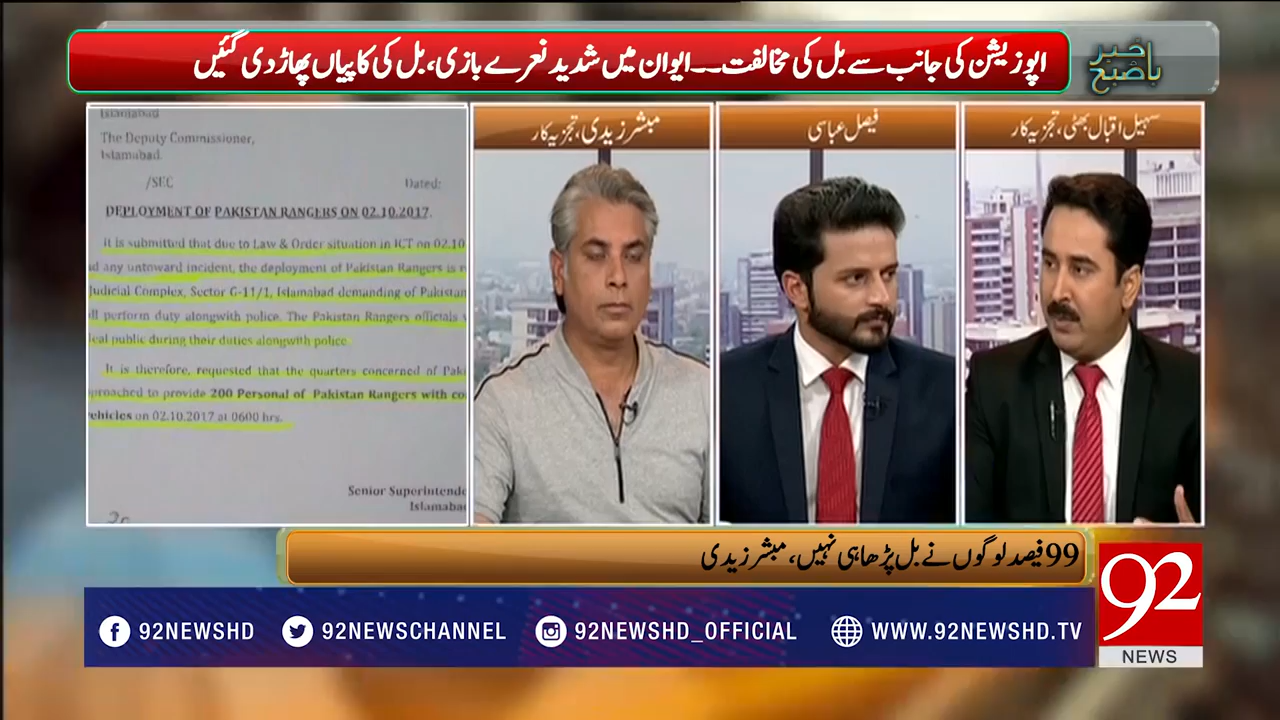 اپوزیشن کی جانب سے بل کی مخالفت۔۔۔ایوان میں شدید نعرے بازی، بل کی کاپیاں پھاڑ دی گئیں
باخبر صبح
Islamabad
The Deputy Commissioner,
Islamabad.
/SEC Dated:
DEPLOYMENT OF PAKISTAN RANGERS ON 02.10.2017.
It is submitted that due to Law & Order situation in ICT on 02.10
any untoward incident, the deployment of Pakistan Rangers is
Judicial Complex, Sector G-11/1, Islamabad demanding of Pakistan
perform duty alongwith police. The Pakistan Rangers officials
public during their duties alongwith police.
It is therefore, requested that the quarters concerned of
to provide 200 Personal of Pakistan Rangers with
on 02.10.2017 at 0600 hrs.
Senior
Islamabad
مبشر زیدی، تجزیہ کار
فیصل عباسی
سہیل اقبال بھٹی، تجزیہ کار
99 فیصد لوگوں نے بل پڑھا ہی نہیں، مبشر زیدی
92NEWSHD 92NEWSCHANNEL 92NEWSHD_OFFICIAL WWW.92NEWSHD.TV
92
NEWS